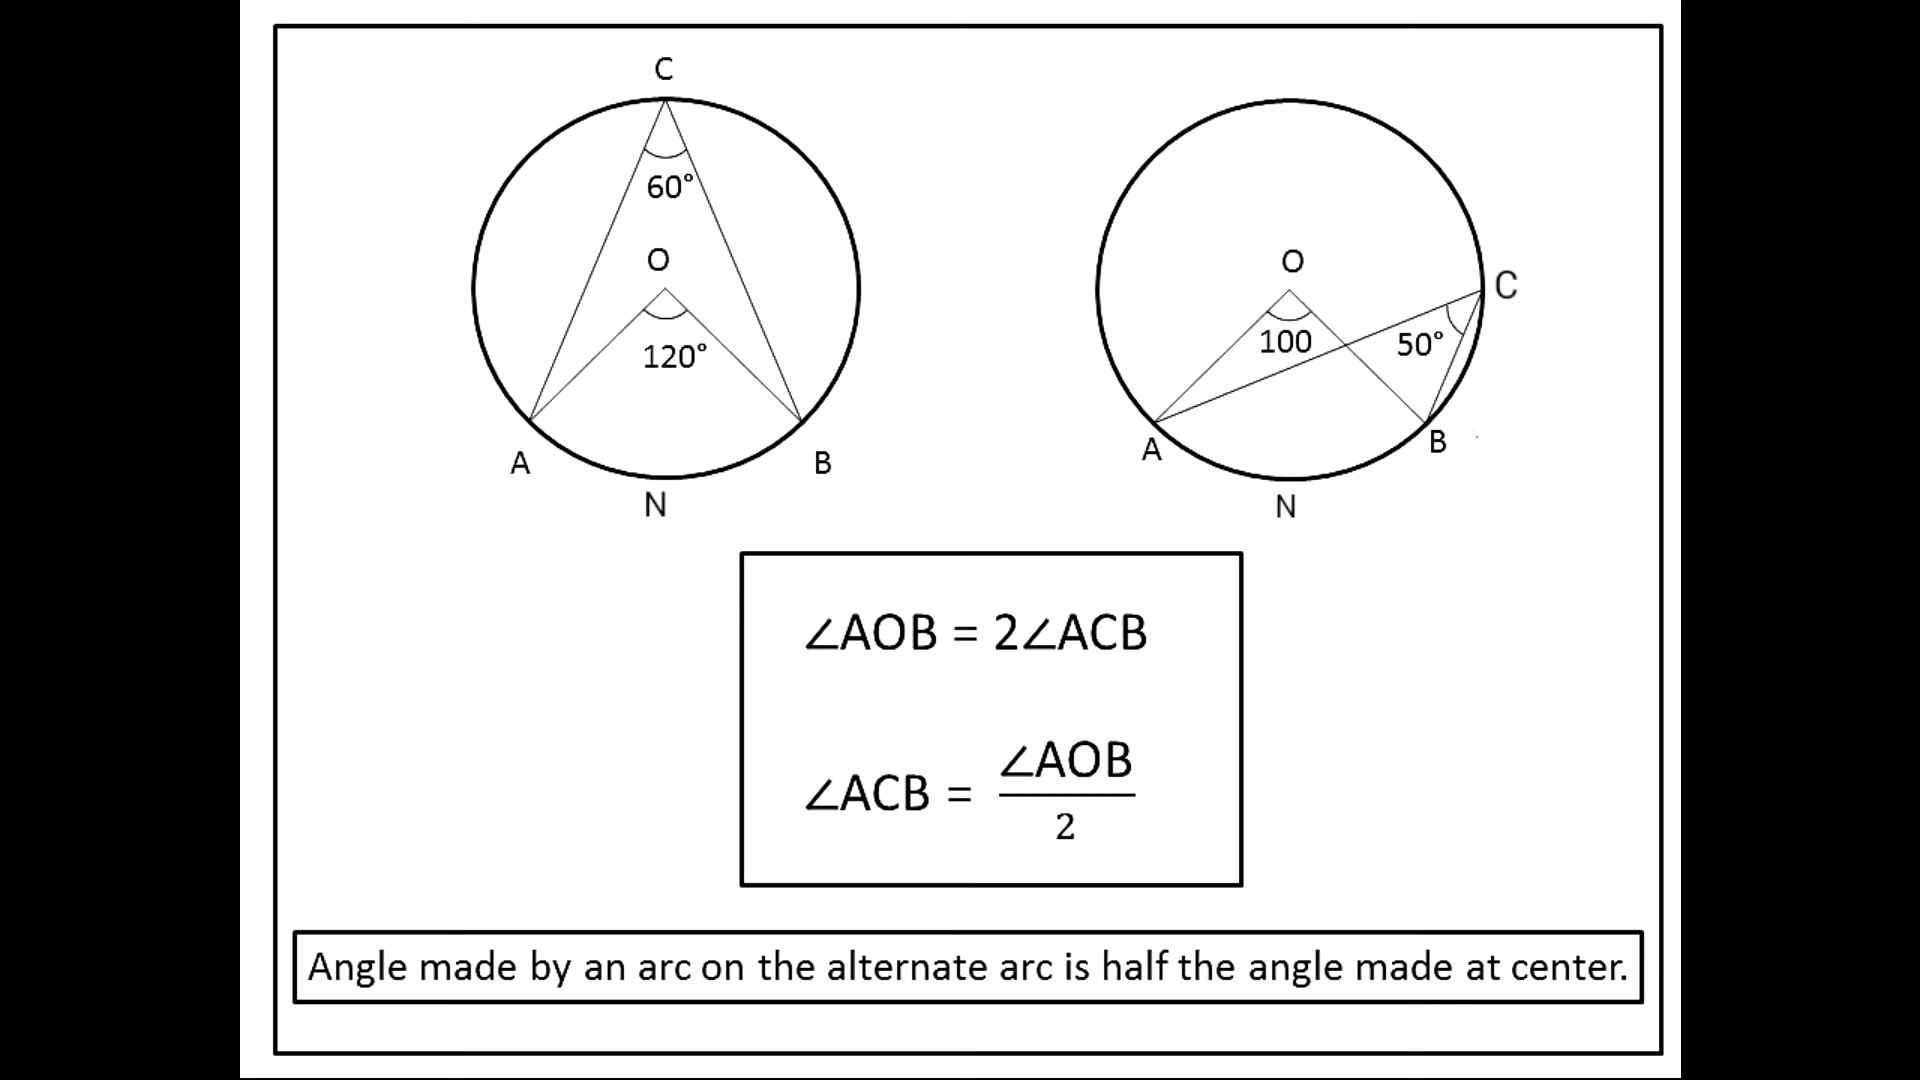 C
60°
O
120°
A
B
N
O
C
100
50°
A
B
N
∠AOB = 2∠ACB
∠ACB = ∠AOB
2
Angle made by an arc on the alternate arc is half the angle made at center.